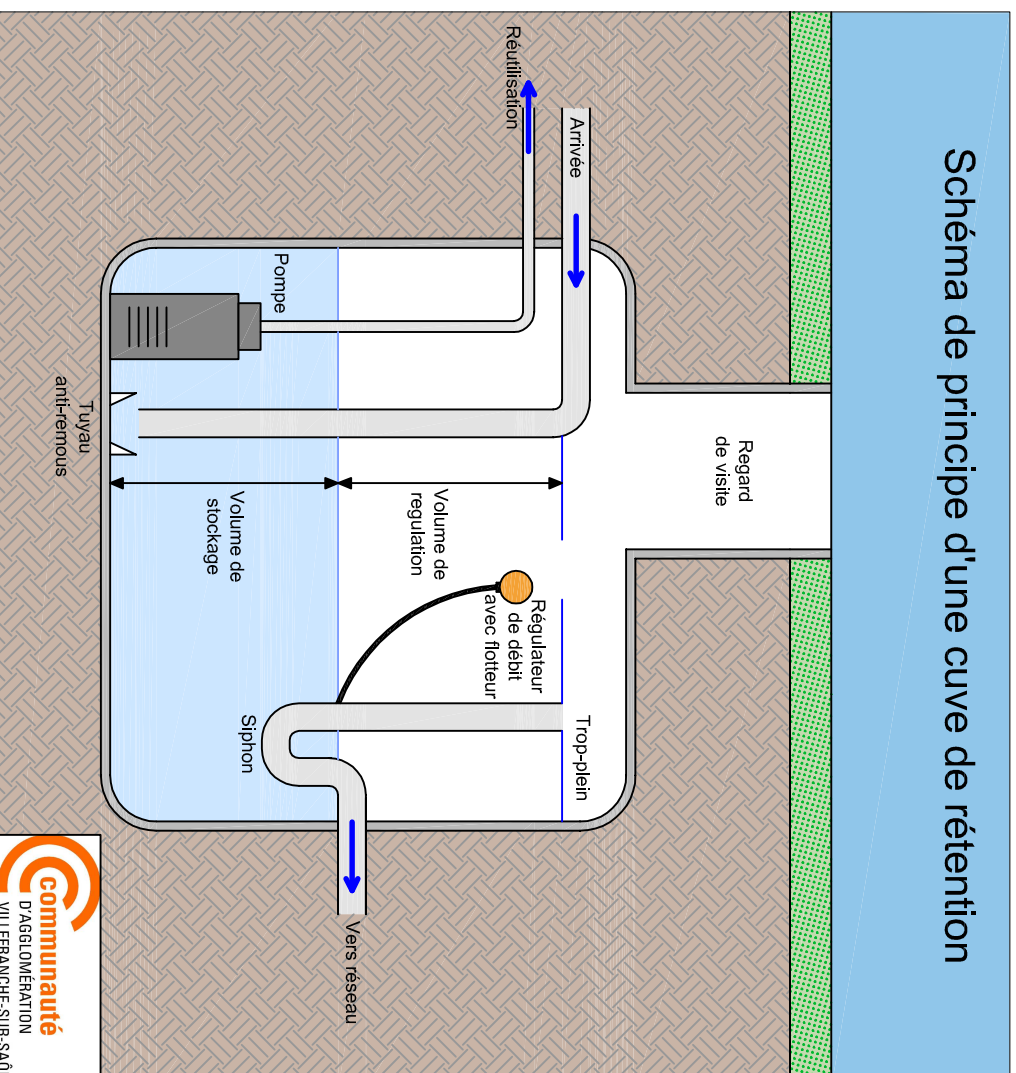 Schéma de principe d'une cuve de rétention
Regard
de visite
Arrivée
Réutilisation
Trop-plein
Régulateur
de débit
avec flotteur
Volume de
regulation
Pompe
Volume de
stockage
Siphon
Vers réseau
Tuyau
anti-remous
communauté
D'AGGLOMÉRATION